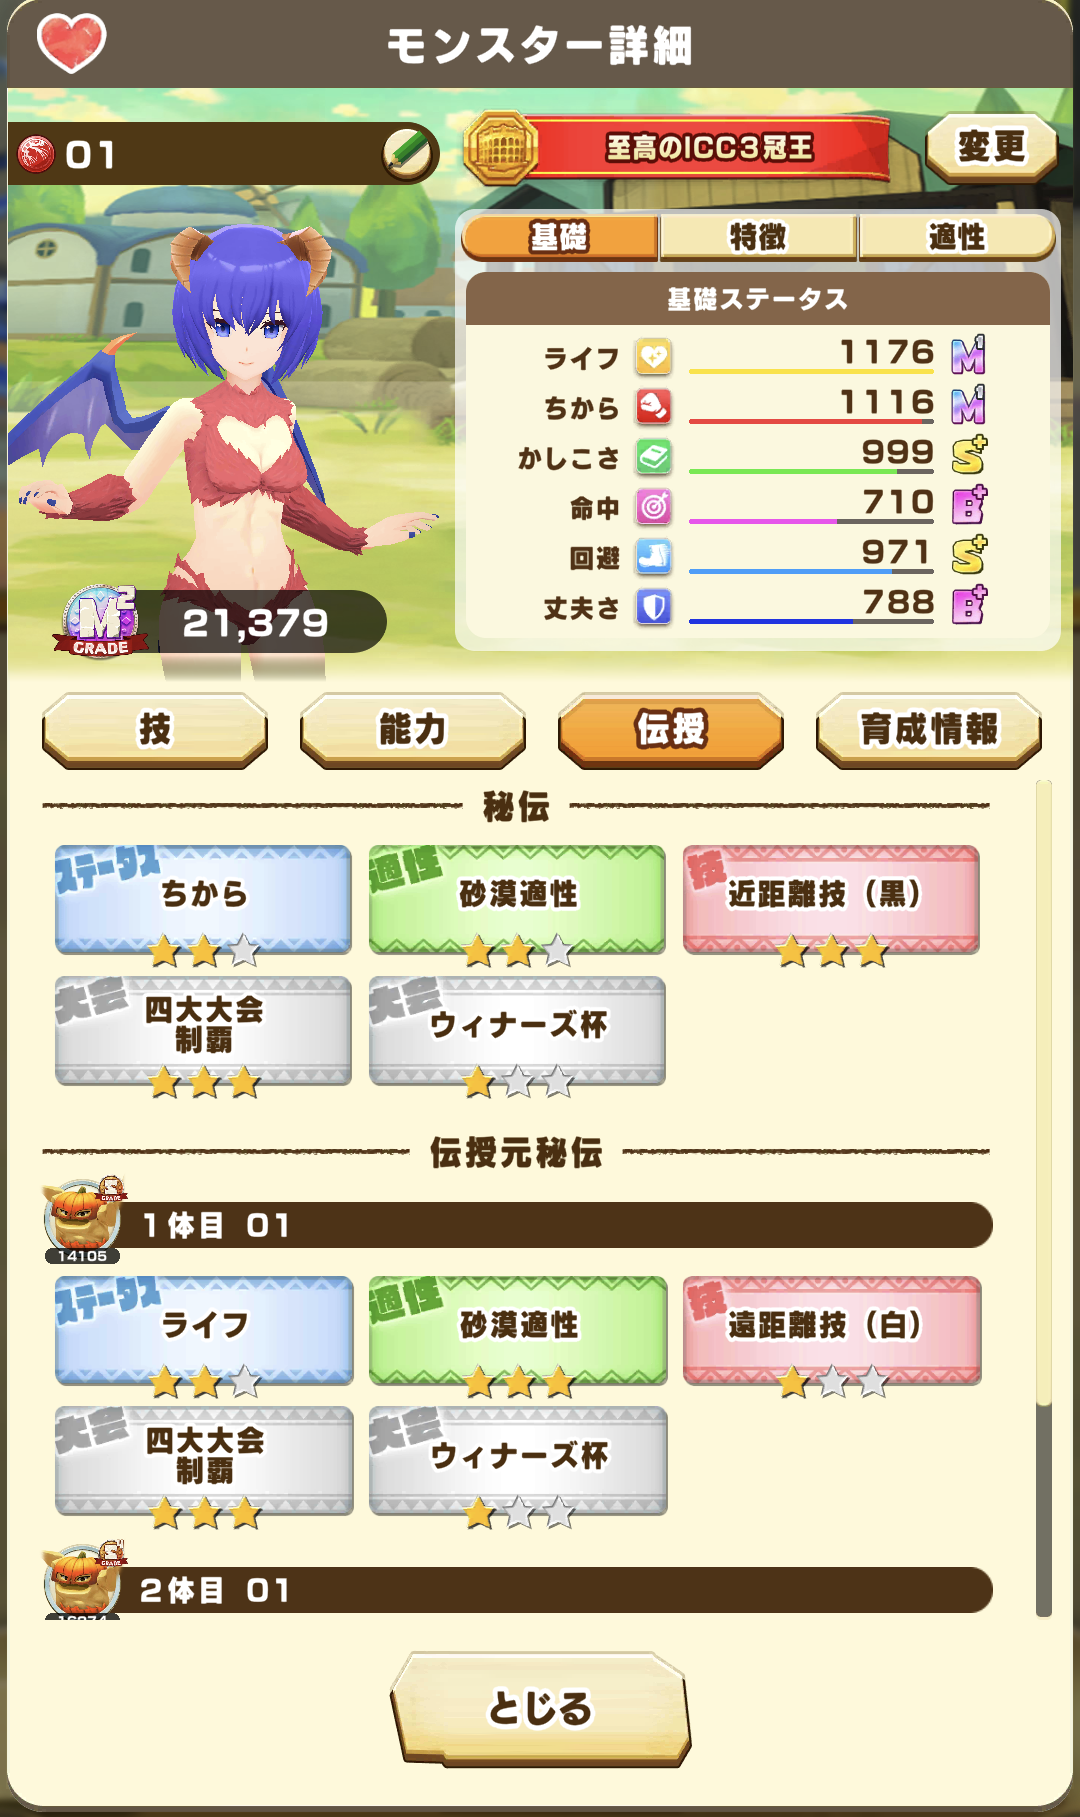 モンスター詳細
01
至高のICC3冠王
変更
基礎
特徴
適性
基礎ステータス
ライフ 1176 M1
ちから 1116 M1
かしこさ 999 S+
命中 710 B+
回避 971 S+
丈夫さ 788 B+
M2
GRADE
21,379
技
能力
伝授
育成情報
秘伝
ステータス
ちから
適性
砂漠適性
技
近距離技（黒）
大会
四大大会
制覇
大会
ウィナーズ杯
伝授元秘伝
GRADE
14105
1体目 01
ステータス
ライフ
適性
砂漠適性
技
遠距離技（白）
大会
四大大会
制覇
大会
ウィナーズ杯
GRADE
2体目 01
とじる